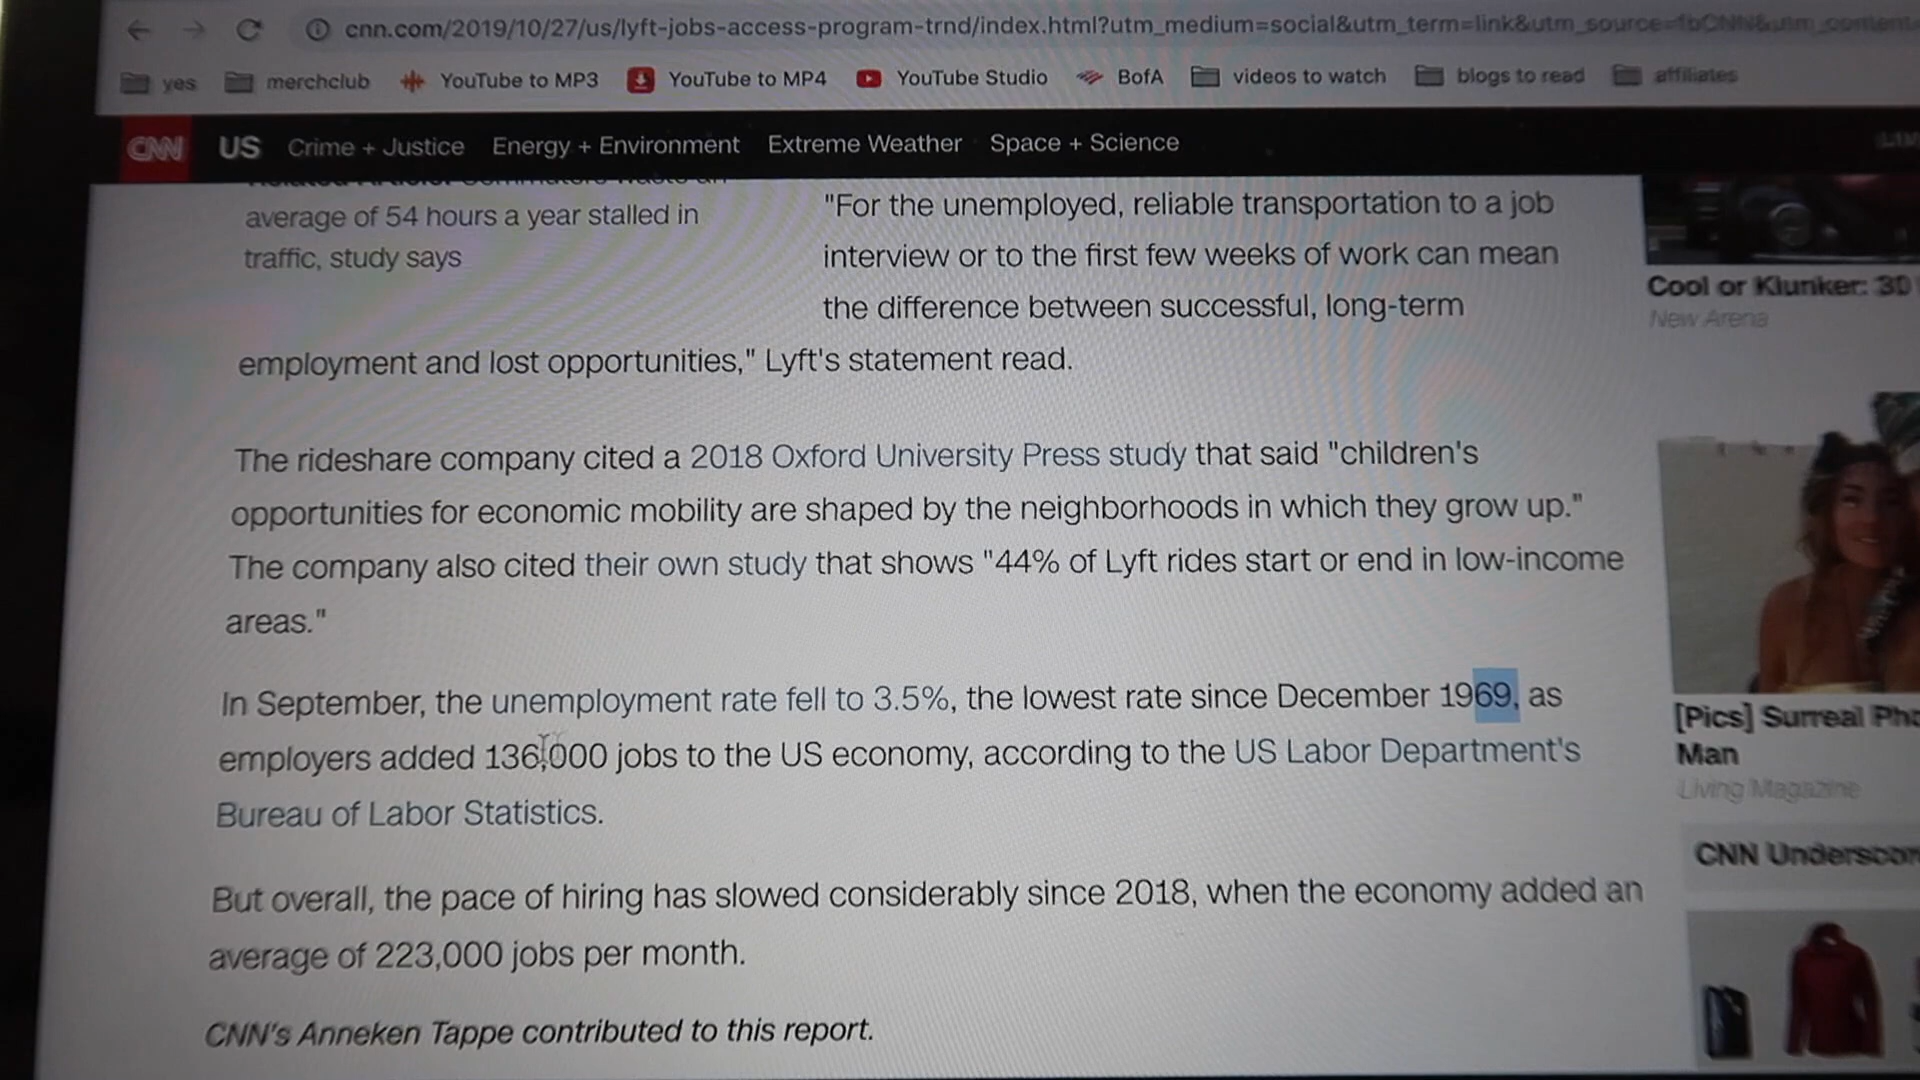 cnn.com/2019/10/27/us/lyft-jobs-access-program-trnd/index.html?utm_medium=social&utm_term=link&utm_source=fbCNN&utm_content
yes merchclub YouTube to MP3 YouTube to MP4 YouTube Studio BofA videos to watch blogs to read affiliates
CNN US Crime + Justice Energy + Environment Extreme Weather Space + Science
average of 54 hours a year stalled in
traffic, study says
"For the unemployed, reliable transportation to a job
interview or to the first few weeks of work can mean
the difference between successful, long-term
employment and lost opportunities," Lyft's statement read.
The rideshare company cited a 2018 Oxford University Press study that said "children's
opportunities for economic mobility are shaped by the neighborhoods in which they grow up."
The company also cited their own study that shows "44% of Lyft rides start or end in low-income
areas."
In September, the unemployment rate fell to 3.5%, the lowest rate since December 1969, as
employers added 136,000 jobs to the US economy, according to the US Labor Department's
Bureau of Labor Statistics.
But overall, the pace of hiring has slowed considerably since 2018, when the economy added an
average of 223,000 jobs per month.
CNN's Anneken Tappe contributed to this report.
Cool or Klunker: 30
New Arena
[Pics] Surreal Pho
Man
Living Magazine
CNN Underscor